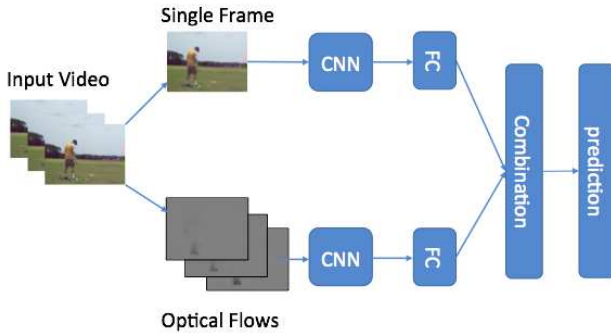 Single Frame
Input Video
CNN
FC
Combination
prediction
CNN
FC
Optical Flows